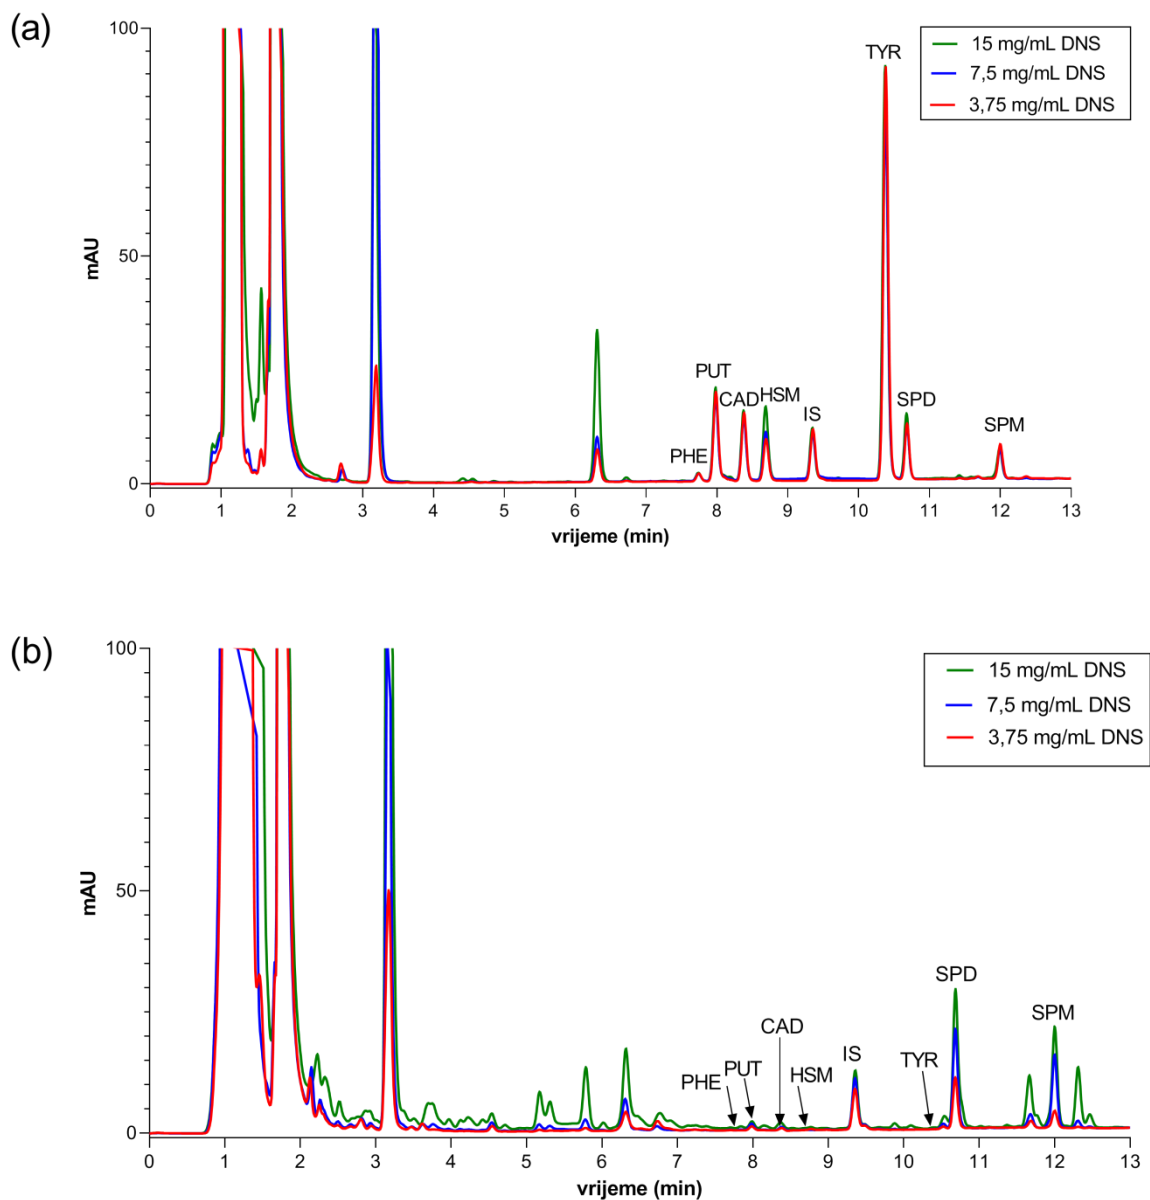 (a)
100
50
0
mAU
15 mg/mL DNS
7,5 mg/mL DNS
3,75 mg/mL DNS
PHE
PUT
CAD
HSM
IS
TYR
SPD
SPM
0 1 2 3 4 5 6 7 8 9 10 11 12 13
vrijeme (min)
(b)
100
50
0
mAU
15 mg/mL DNS
7,5 mg/mL DNS
3,75 mg/mL DNS
PHE
PUT
CAD
HSM
IS
TYR
SPD
SPM
0 1 2 3 4 5 6 7 8 9 10 11 12 13
vrijeme (min)